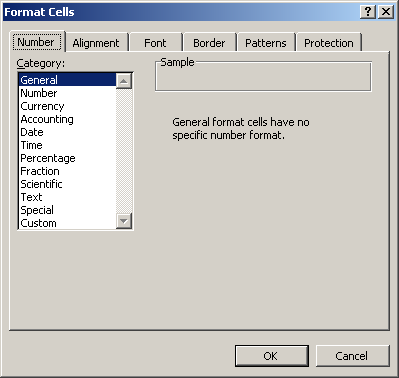 Format Cells
Number Alignment Font Border Patterns Protection
Category:
General
Number
Currency
Accounting
Date
Time
Percentage
Fraction
Scientific
Text
Special
Custom
Sample
General format cells have no
specific number format.
OK Cancel